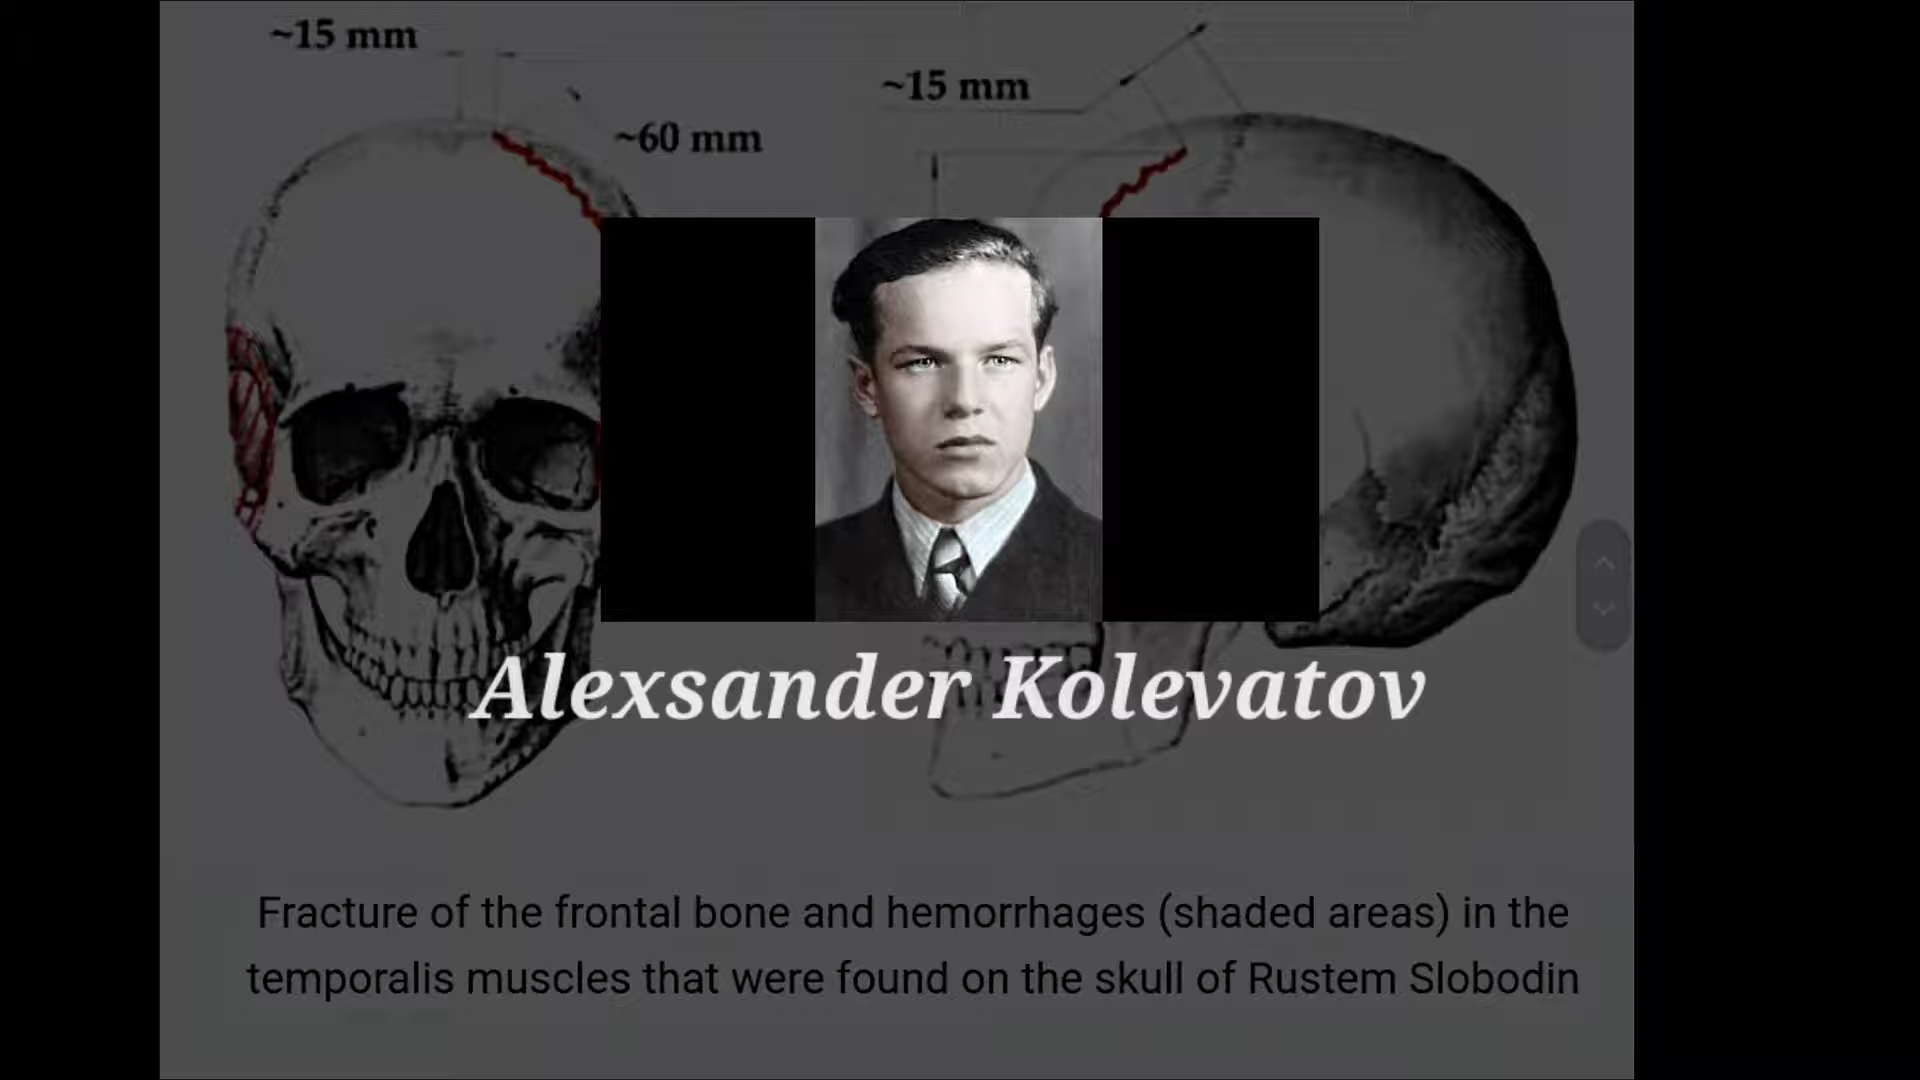 ~15 mm
~15 mm
~60 mm
Alexsander Kolevatov
Fracture of the frontal bone and hemorrhages (shaded areas) in the
temporalis muscles that were found on the skull of Rustem Slobodin